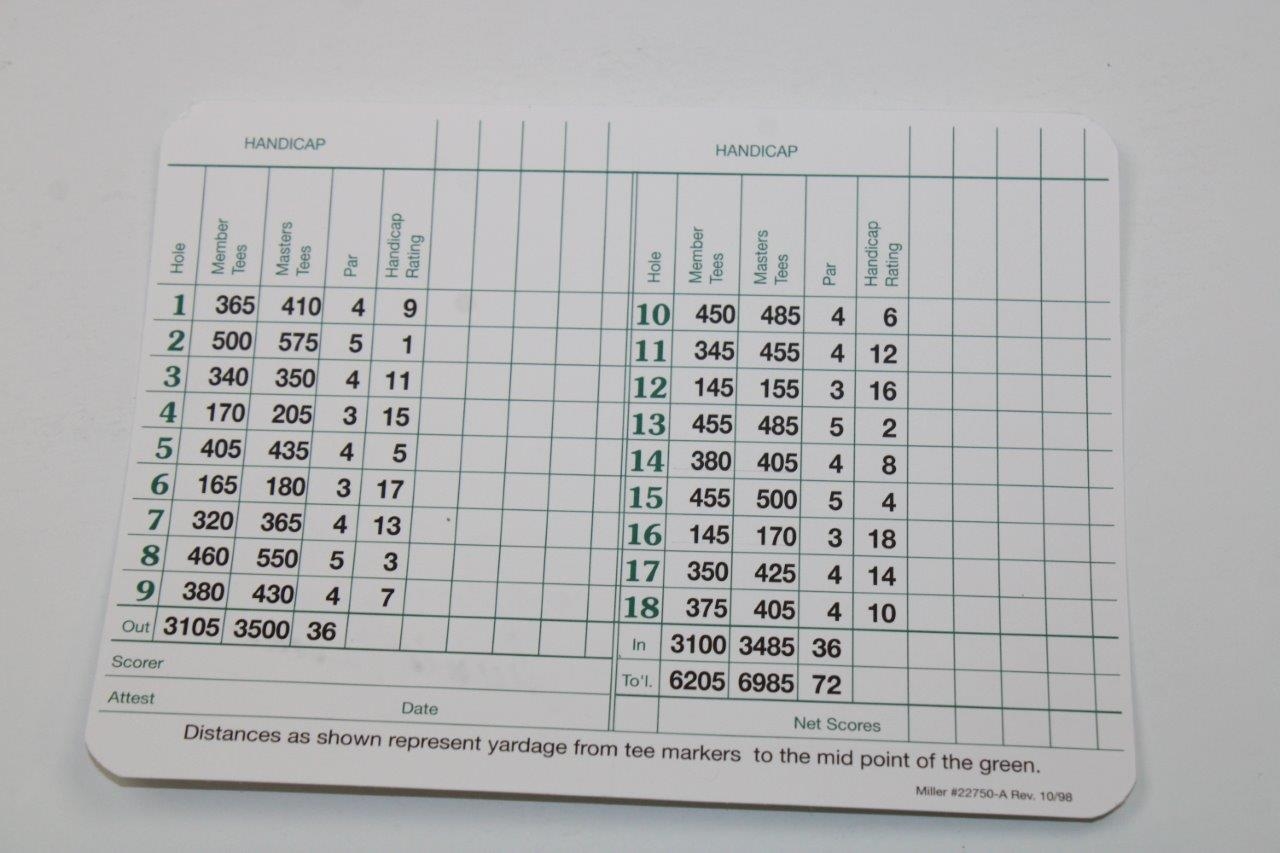 HANDICAP
Hole Member Tees Masters Tees Par Handicap Rating
1 365 410 4 9
2 500 575 5 1
3 340 350 4 11
4 170 205 3 15
5 405 435 4 5
6 165 180 3 17
7 320 365 4 13
8 460 550 5 3
9 380 430 4 7
Out 3105 3500 36
Scorer
Attest Date
HANDICAP
Hole Member Tees Masters Tees Par Handicap Rating
10 450 485 4 6
11 345 455 4 12
12 145 155 3 16
13 455 485 5 2
14 380 405 4 8
15 455 500 5 4
16 145 170 3 18
17 350 425 4 14
18 375 405 4 10
In 3100 3485 36
To'l. 6205 6985 72
Net Scores
Distances as shown represent yardage from tee markers to the mid point of the green.
Miller #22750-A Rev. 10/98